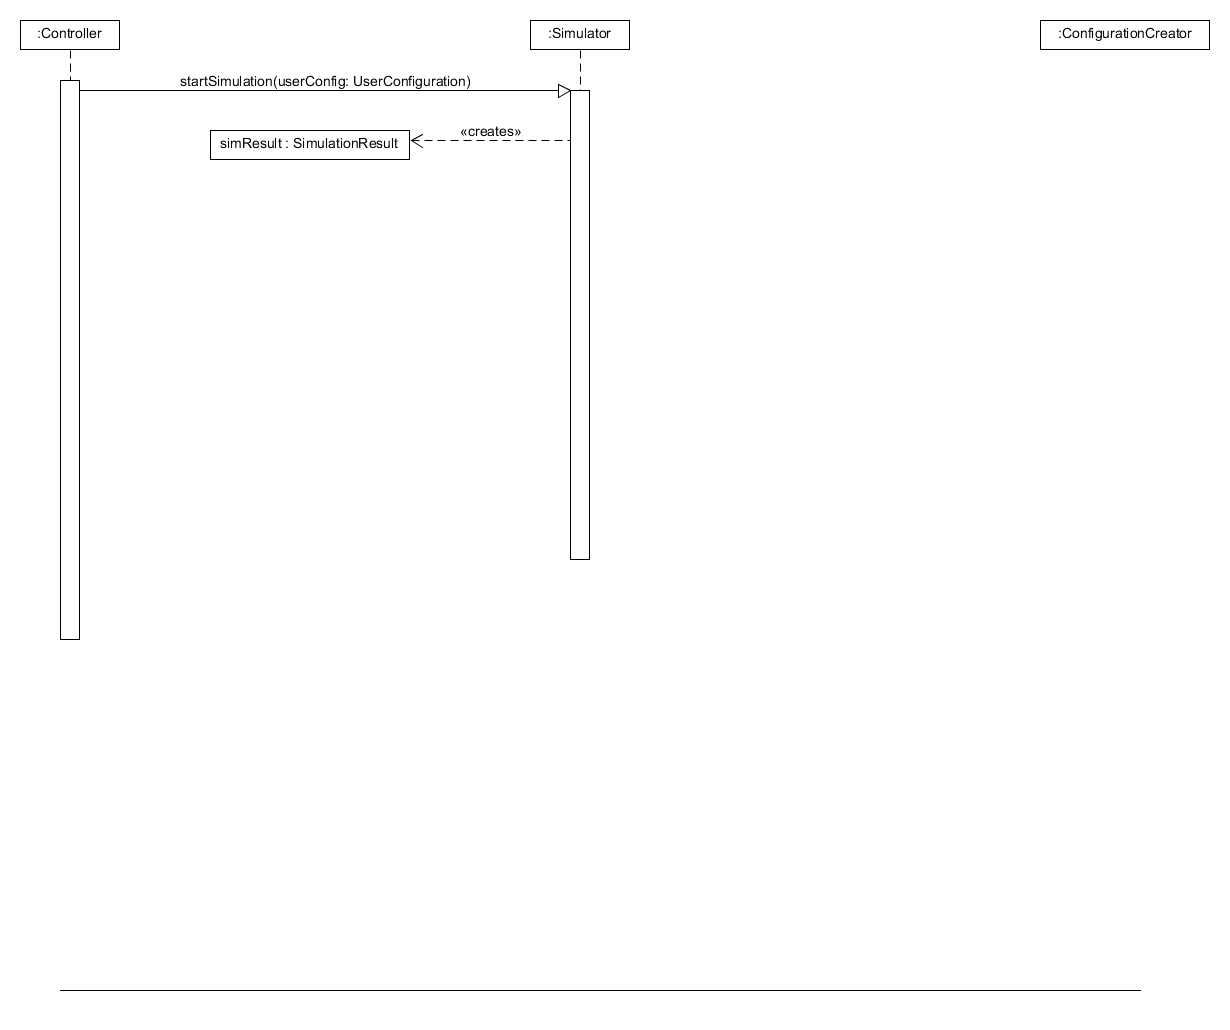 :Controller
:Simulator
:ConfigurationCreator
startSimulation(userConfig: UserConfiguration)
«creates»
simResult : SimulationResult